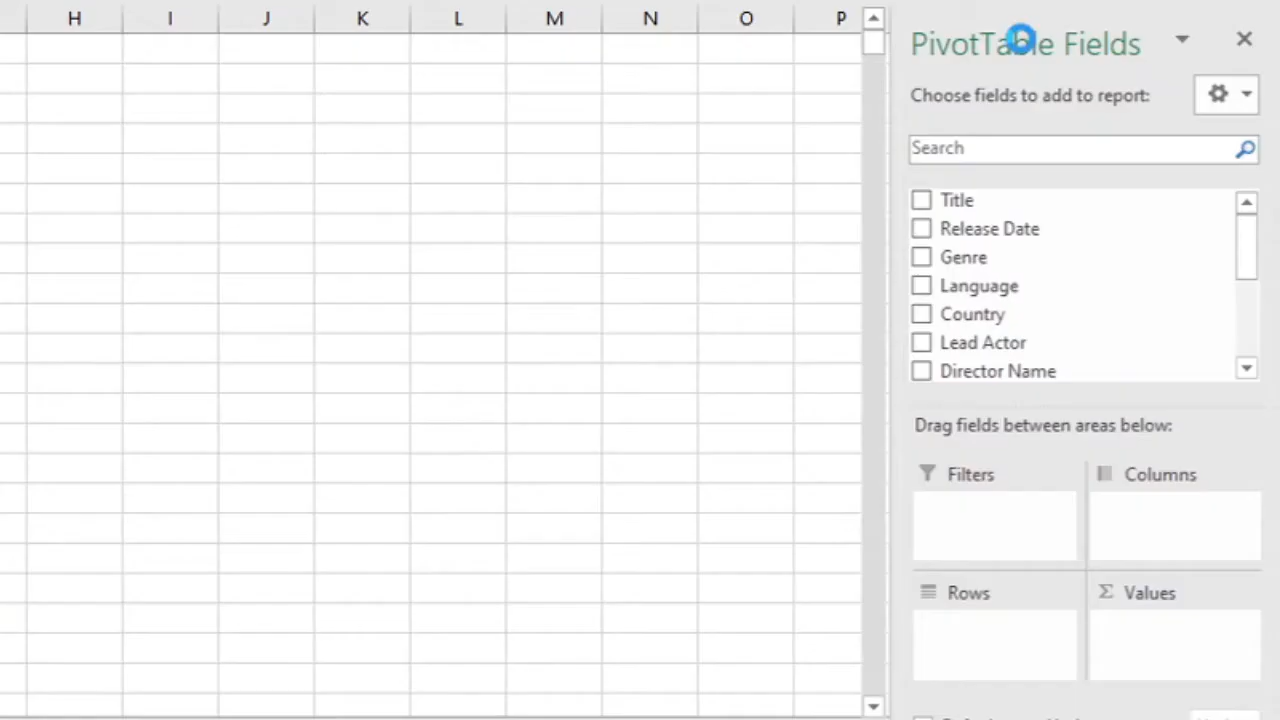 H I J K L M N O P
PivotTable Fields
Choose fields to add to report:
Search
Title
Release Date
Genre
Language
Country
Lead Actor
Director Name
Drag fields between areas below:
Filters Columns
Rows Values